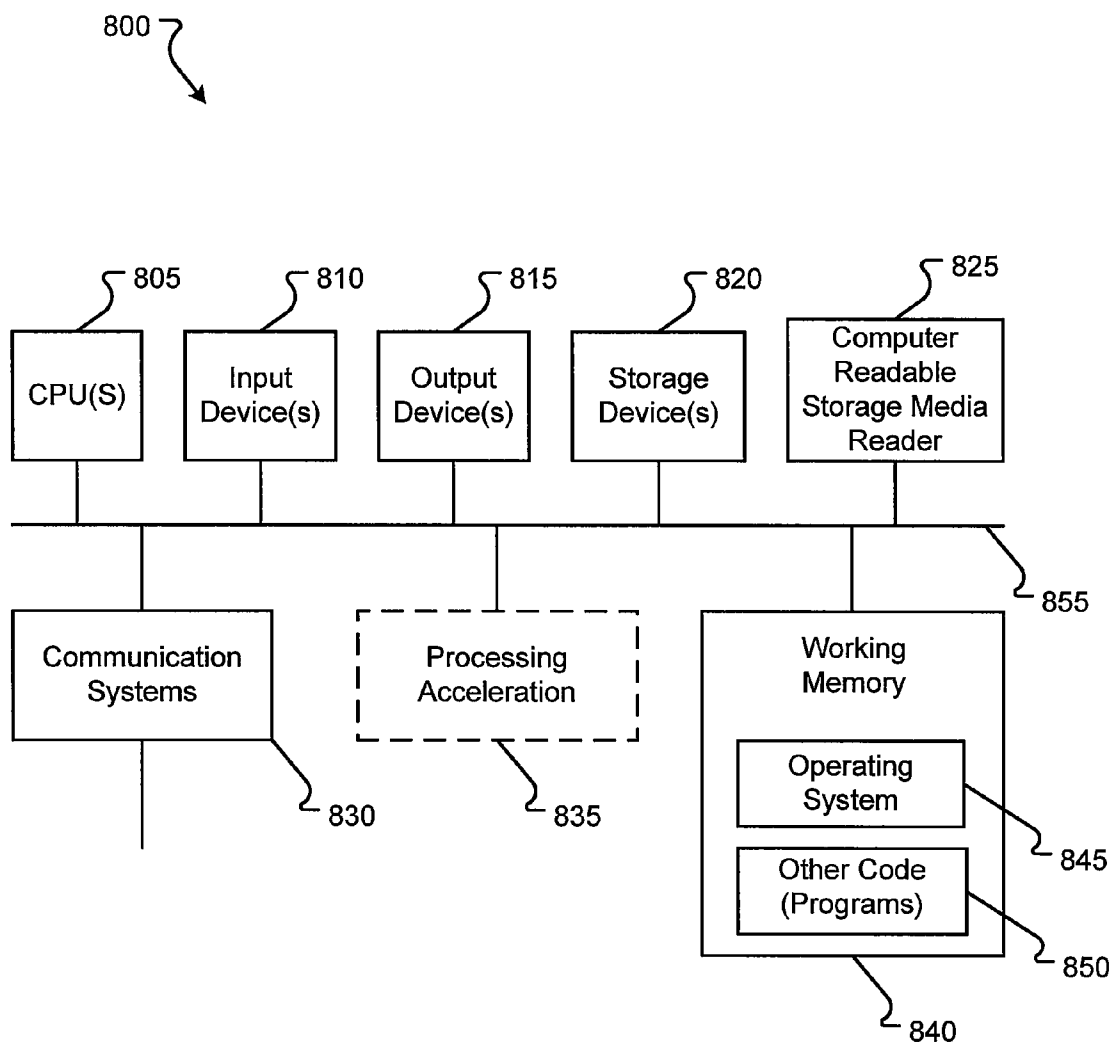 800
805
810
815
820
825
CPU(S)
Input
Device(s)
Output
Device(s)
Storage
Device(s)
Computer
Readable
Storage Media
Reader
855
Communication
Systems
830
Processing
Acceleration
835
Working
Memory
Operating
System
845
Other Code
(Programs)
850
840